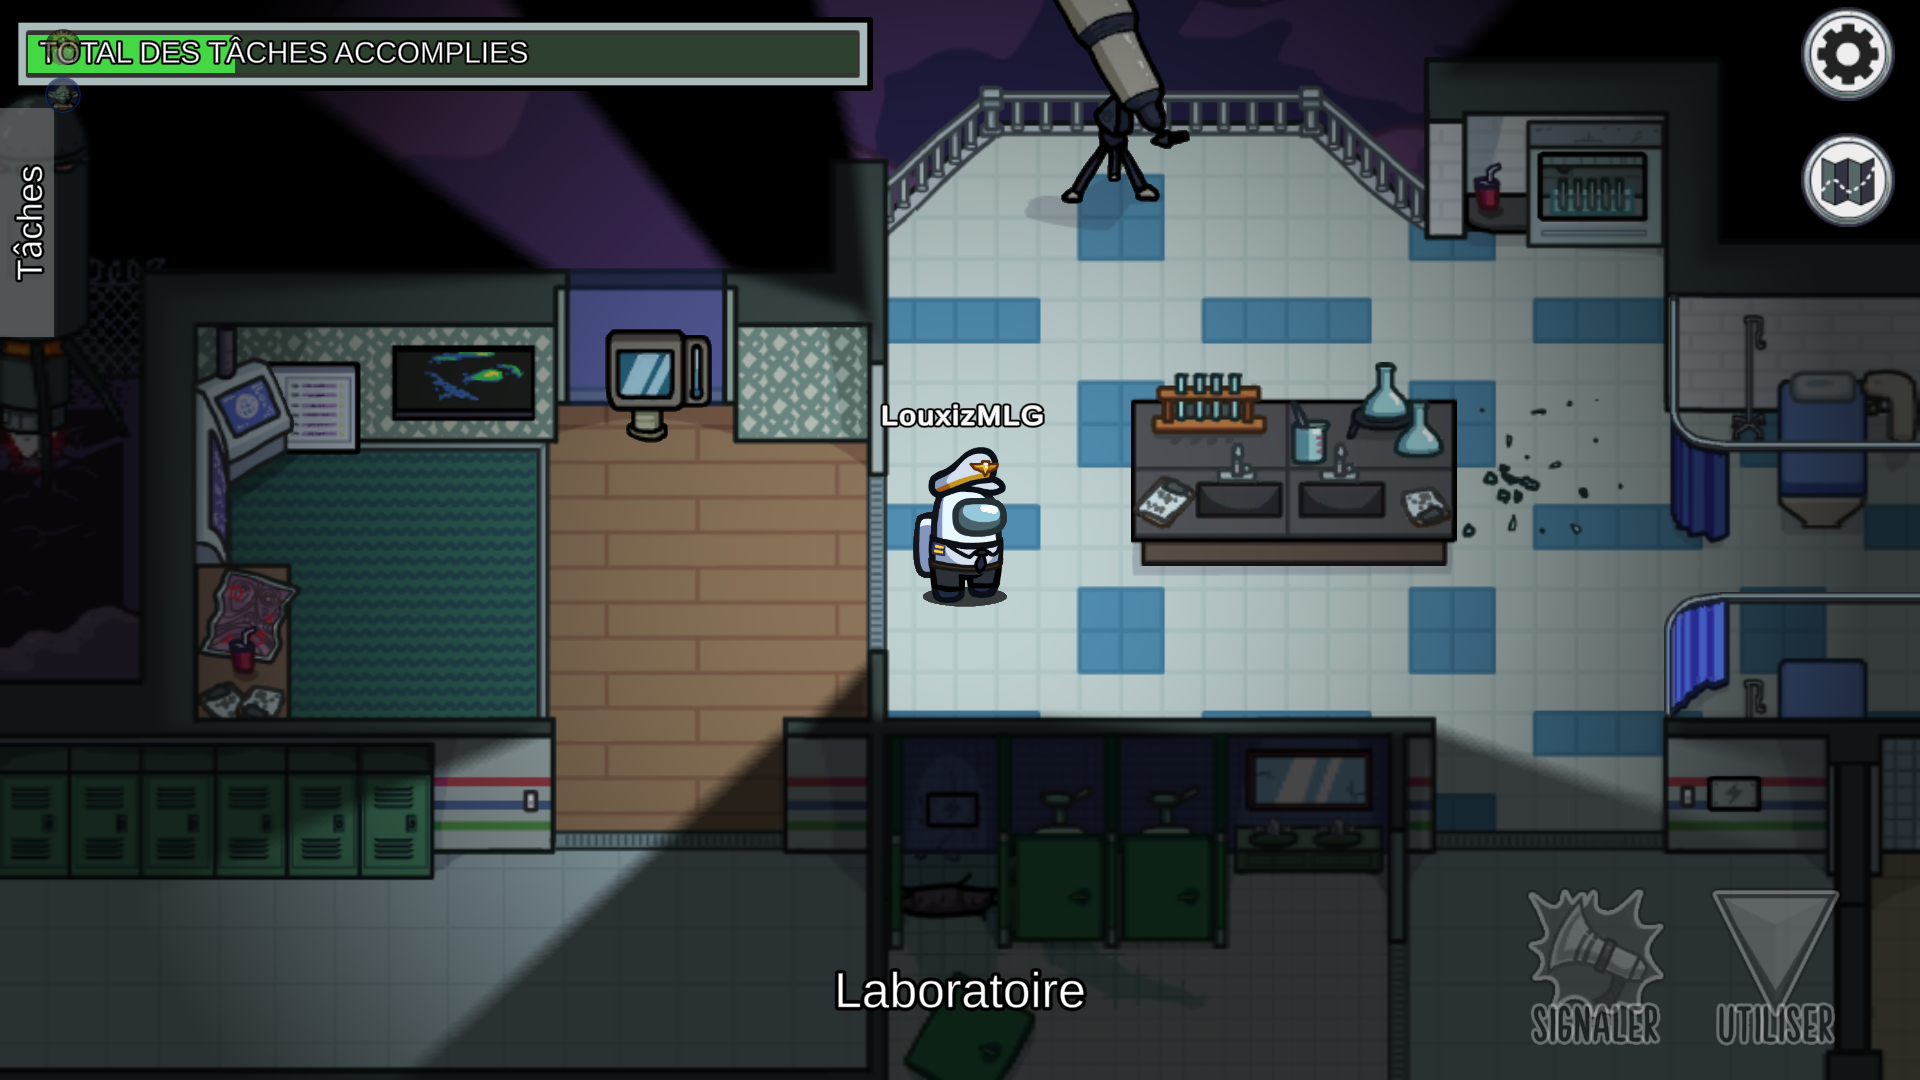 TOTAL DES TÂCHES ACCOMPLIES
Tâches
LouxizMLG
Laboratoire
SIGNALER
UTILISER